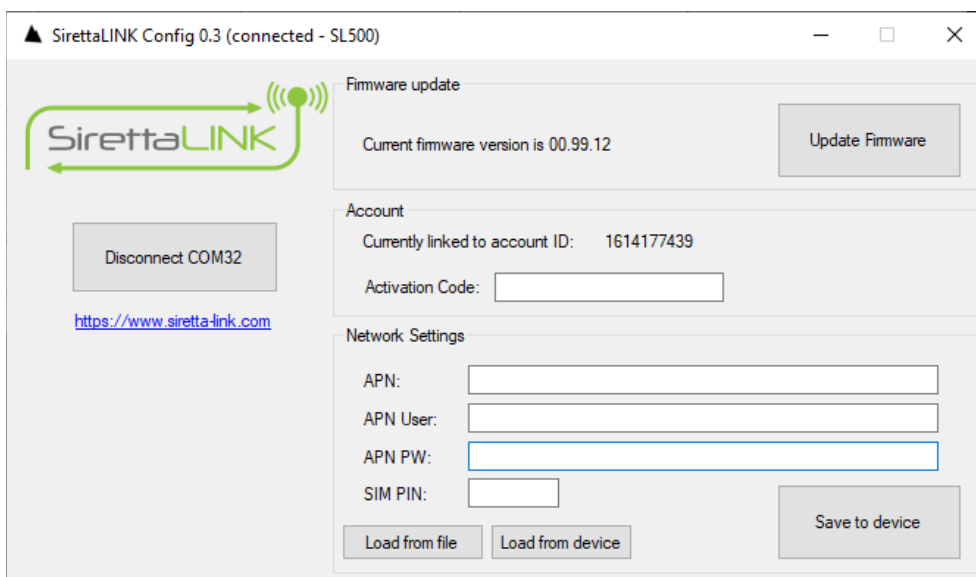 SirettaLINK Config 0.3 (connected - SL500)
SirettaLINK
Disconnect COM32
https://www.siretta-link.com
Firmware update
Current firmware version is 00.99.12
Update Firmware
Account
Currently linked to account ID: 1614177439
Activation Code:
Network Settings
APN:
APN User:
APN PW:
SIM PIN:
Load from file
Load from device
Save to device